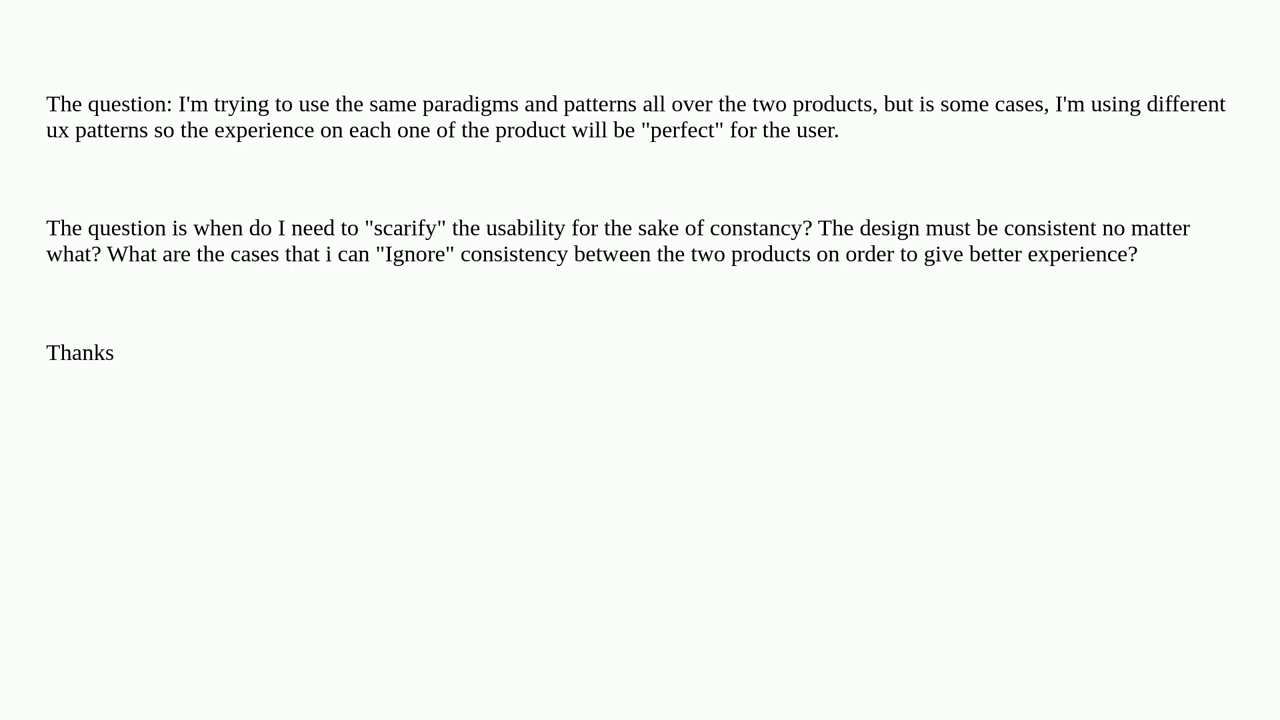 The question: I'm trying to use the same paradigms and patterns all over the two products, but is some cases, I'm using different
ux patterns so the experience on each one of the product will be "perfect" for the user.
The question is when do I need to "scarify" the usability for the sake of constancy? The design must be consistent no matter
what? What are the cases that i can "Ignore" consistency between the two products on order to give better experience?
Thanks